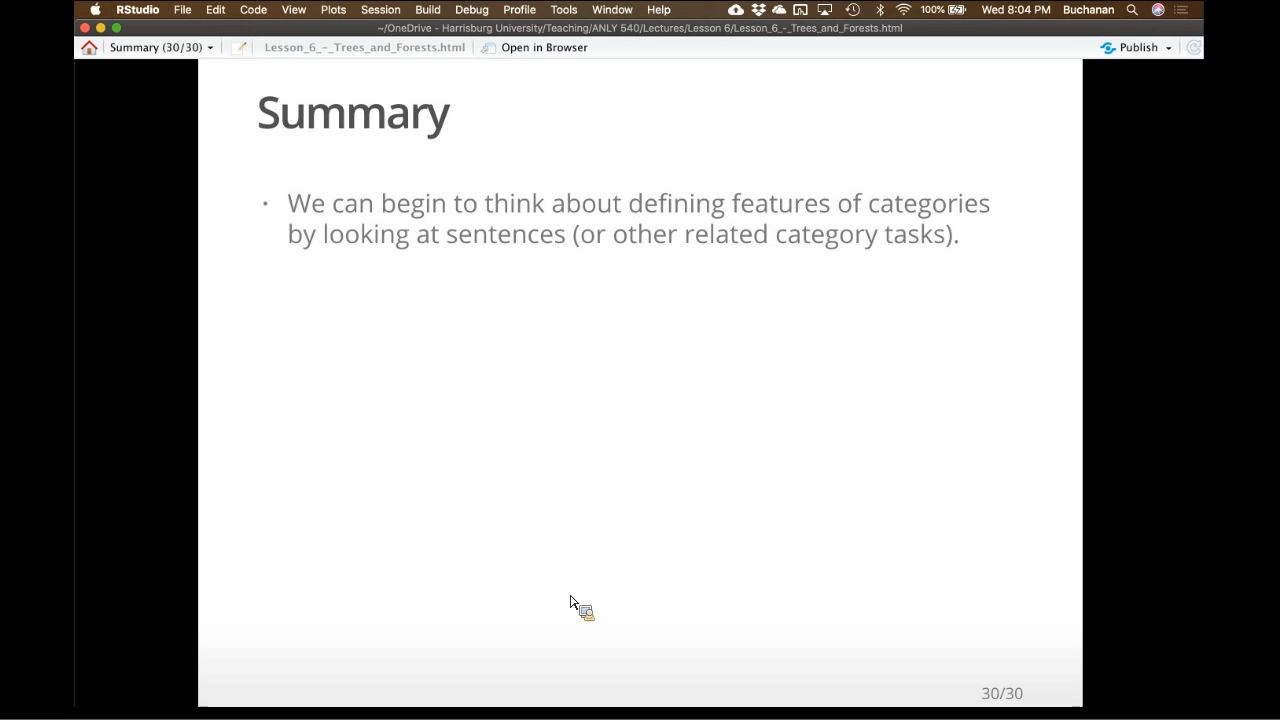 RStudio File Edit Code View Plots Session Build Debug Profile Tools Window Help 100% Wed 8:04 PM Buchanan
~/OneDrive - Harrisburg University/Teaching/ANLY 540/Lectures/Lesson 6/Lesson_6_-_Trees_and_Forests.html
Summary (30/30) Lesson_6_-_Trees_and_Forests.html Open in Browser Publish
Summary
• We can begin to think about defining features of categories
by looking at sentences (or other related category tasks).
30/30